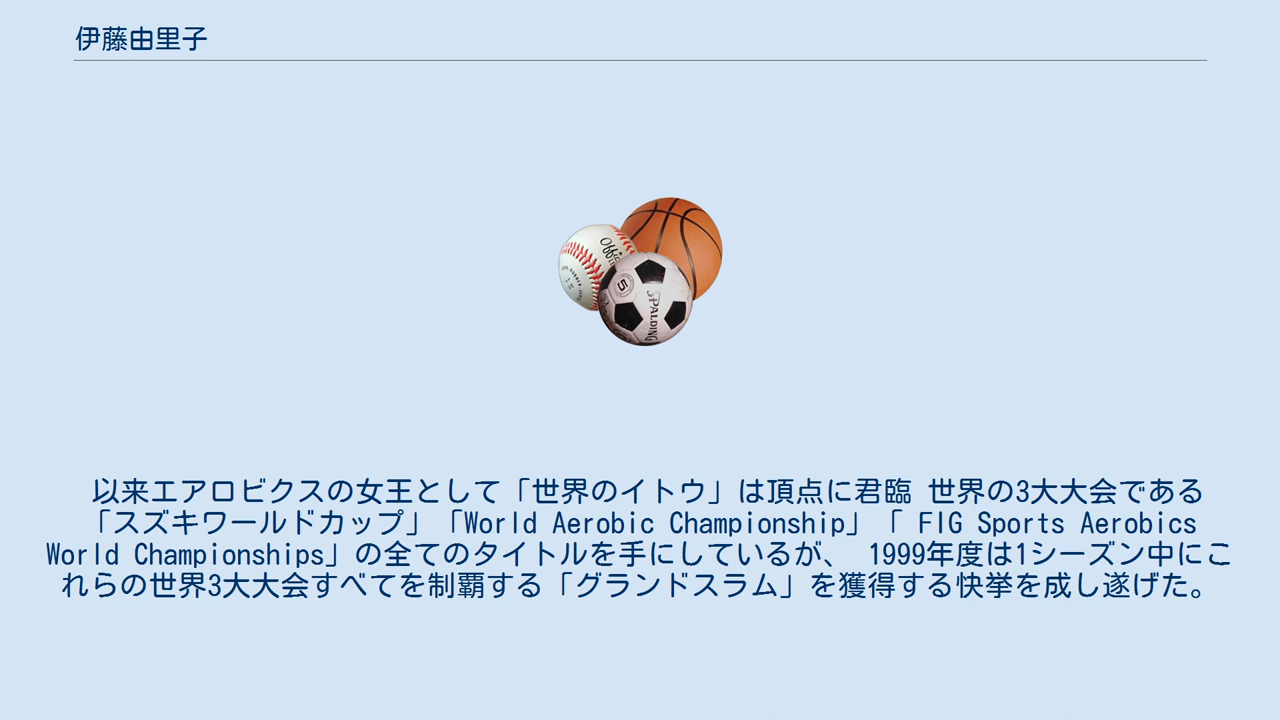 伊藤由里子
Offic
5
SPALDING
以来エアロビクスの女王として「世界のイトウ」は頂点に君臨 世界の3大大会である
「スズキワールドカップ」「World Aerobic Championship」「 FIG Sports Aerobics
World Championships」の全てのタイトルを手にしているが、 1999年度は1シーズン中にこ
れらの世界3大大会すべてを制覇する「グランドスラム」を獲得する快挙を成し遂げた。